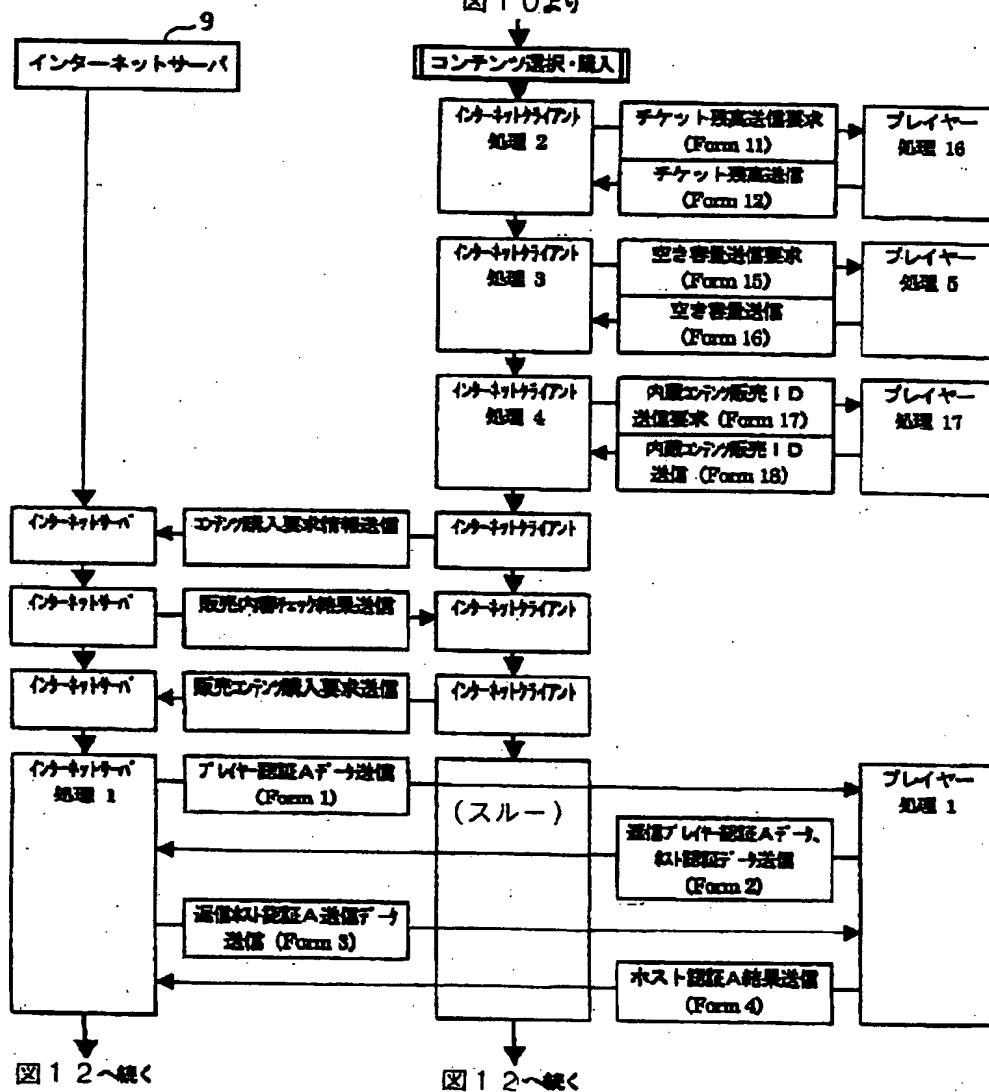 図10より
9
インターネットサーバ
コンテンツ選択・購入
インターネットクライアント
処理 2
チケット残高送信要求
(Form 11)
チケット残高送信
(Form 12)
プレイヤー
処理 16
インターネットクライアント
処理 3
空き容量送信要求
(Form 15)
空き容量送信
(Form 16)
プレイヤー
処理 5
インターネットクライアント
処理 4
内蔵コンテンツ販売ID
送信要求 (Form 17)
内蔵コンテンツ販売ID
送信 (Form 18)
プレイヤー
処理 17
インターネットサーバ
コンテンツ購入要求情報送信
インターネットクライアント
インターネットサーバ
販売内容チェック結果送信
インターネットクライアント
インターネットサーバ
販売コンテンツ購入要求送信
インターネットクライアント
インターネットサーバ
処理 1
プレイヤー認証Aデータ送信
(Form 1)
(スルー)
プレイヤー
処理 1
返信プレイヤー認証Aデータ、
ホスト認証データ送信
(Form 2)
返信ホスト認証A送信データ
送信 (Form 3)
ホスト認証A結果送信
(Form 4)
図12へ続く
図12へ続く